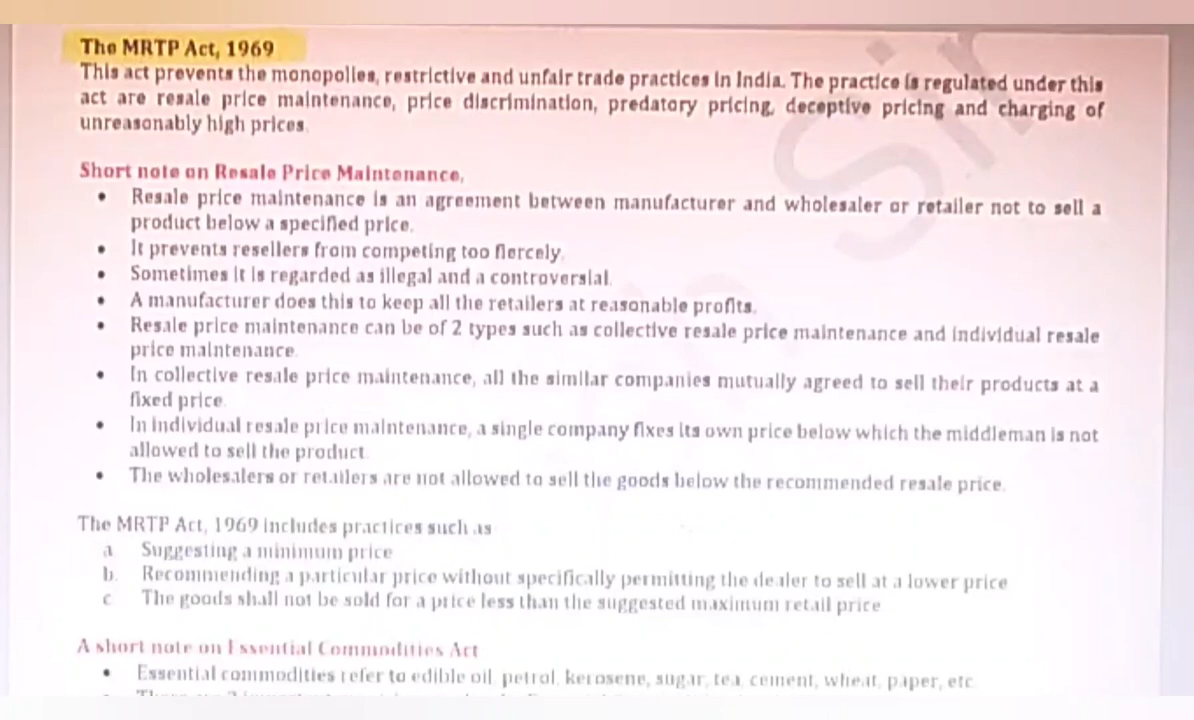 The MRTP Act, 1969
This act prevents the monopolies, restrictive and unfair trade practices in India. The practice is regulated under this
act are resale price maintenance, price discrimination, predatory pricing, deceptive pricing and charging of
unreasonably high prices.
Short note on Resale Price Maintenance,
• Resale price maintenance is an agreement between manufacturer and wholesaler or retailer not to sell a
product below a specified price.
• It prevents resellers from competing too fiercely.
• Sometimes it is regarded as illegal and a controversial.
• A manufacturer does this to keep all the retailers at reasonable profits.
• Resale price maintenance can be of 2 types such as collective resale price maintenance and individual resale
price maintenance.
• In collective resale price maintenance, all the similar companies mutually agreed to sell their products at a
fixed price.
• In individual resale price maintenance, a single company fixes its own price below which the middleman is not
allowed to sell the product.
• The wholesalers or retailers are not allowed to sell the goods below the recommended resale price.
The MRTP Act, 1969 includes practices such as
a. Suggesting a minimum price
b. Recommending a particular price without specifically permitting the dealer to sell at a lower price
c. The goods shall not be sold for a price less than the suggested maximum retail price
A short note on Essential Commodities Act
• Essential commodities refer to edible oil, petrol, kerosene, sugar, tea, cement, wheat, paper, etc.
Sir